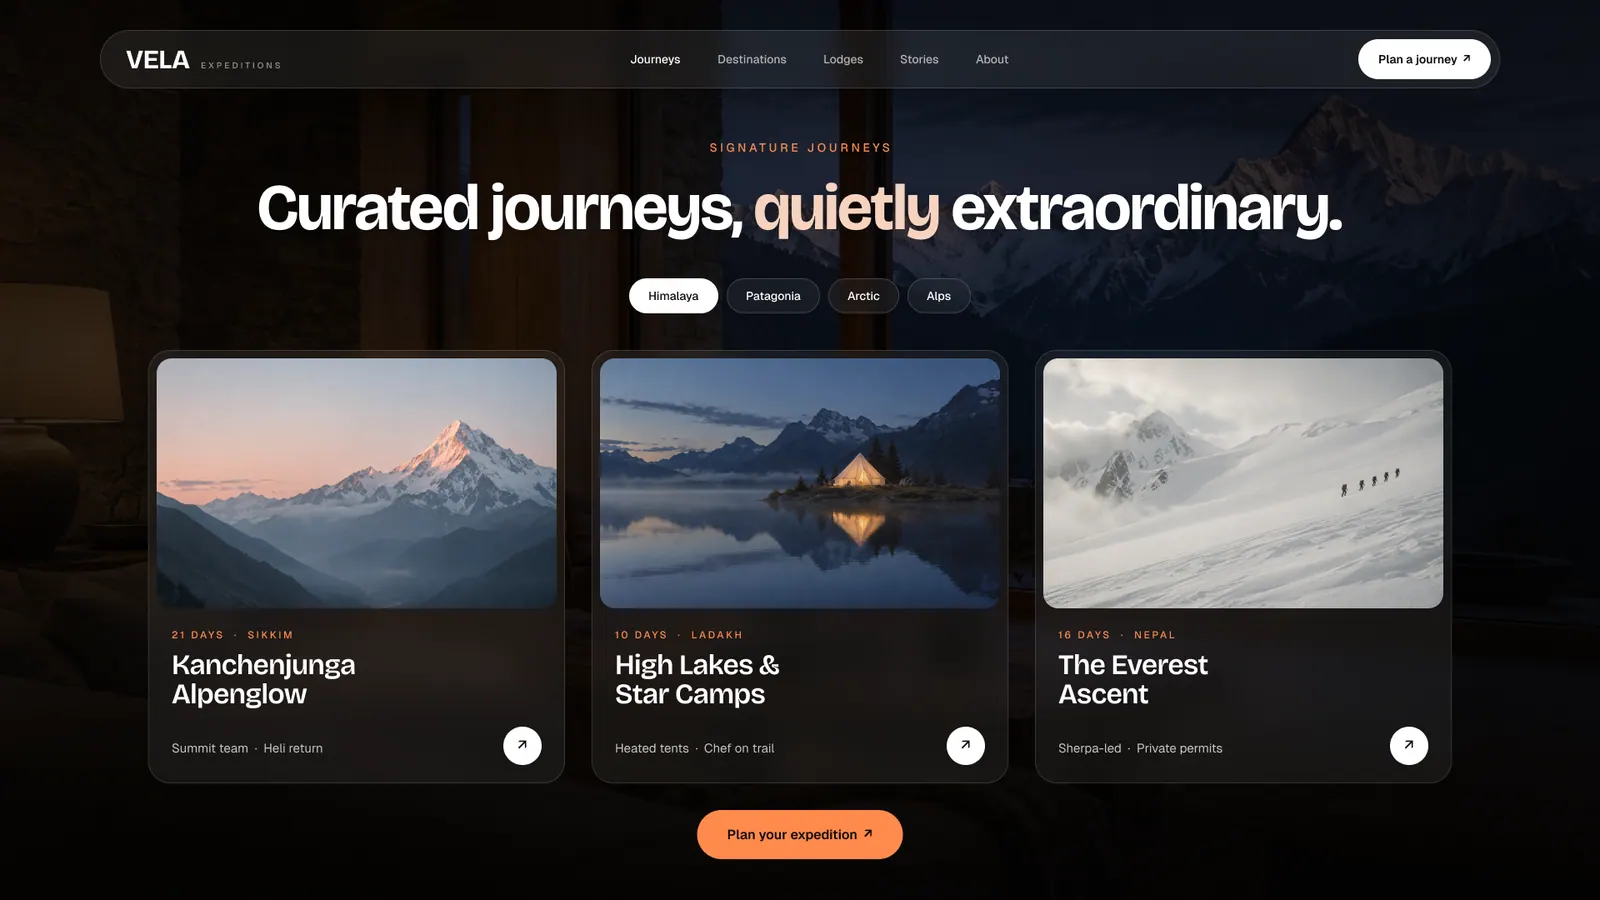 VELA EXPEDITIONS
Journeys
Destinations
Lodges
Stories
About
Plan a journey ↗
SIGNATURE JOURNEYS
Curated journeys, quietly extraordinary.
Himalaya
Patagonia
Arctic
Alps
21 DAYS · SIKKIM
Kanchenjunga
Alpenglow
Summit team · Heli return
↗
10 DAYS · LADAKH
High Lakes &
Star Camps
Heated tents · Chef on trail
↗
16 DAYS · NEPAL
The Everest
Ascent
Sherpa-led · Private permits
↗
Plan your expedition ↗